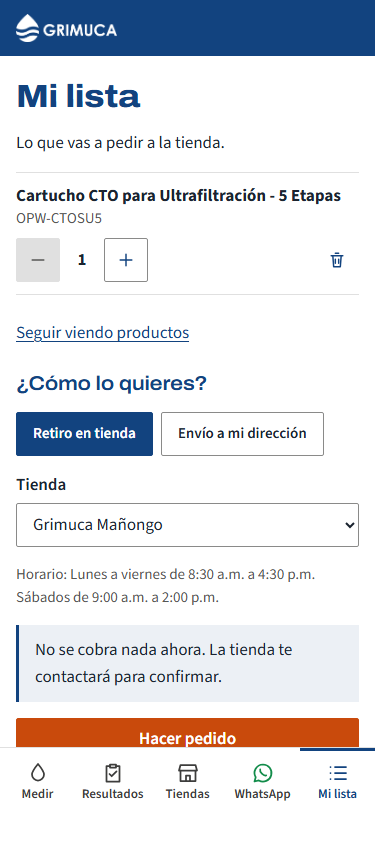 GRIMUCA
Mi lista
Lo que vas a pedir a la tienda.
Cartucho CTO para Ultrafiltración - 5 Etapas
OPW-CTOSU5
− 1 +
Seguir viendo productos
¿Cómo lo quieres?
Retiro en tienda Envío a mi dirección
Tienda
Grimuca Mañongo
Horario: Lunes a viernes de 8:30 a.m. a 4:30 p.m.
Sábados de 9:00 a.m. a 2:00 p.m.
No se cobra nada ahora. La tienda te
contactará para confirmar.
Hacer pedido
Medir Resultados Tiendas WhatsApp Mi lista